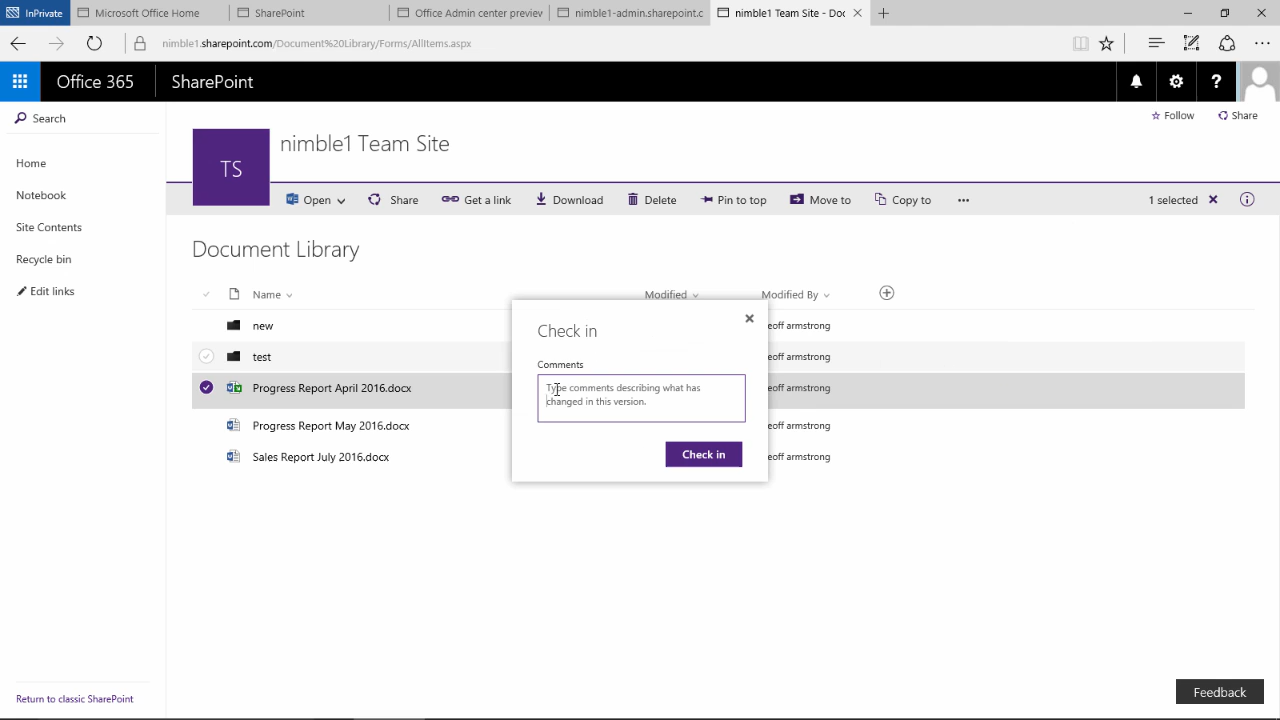 InPrivate
Microsoft Office Home
SharePoint
Office Admin center previev
nimble1-admin.sharepoint.c
nimble1 Team Site - Doc
nimble1.sharepoint.com/Document%20Library/Forms/AllItems.aspx
Office 365
SharePoint
Search
Follow
Share
Home
Notebook
Site Contents
Recycle bin
Edit links
TS
nimble1 Team Site
Open
Share
Get a link
Download
Delete
Pin to top
Move to
Copy to
1 selected
Document Library
Name
Modified
Modified By
new
eoff armstrong
test
eoff armstrong
Progress Report April 2016.docx
eoff armstrong
Progress Report May 2016.docx
eoff armstrong
Sales Report July 2016.docx
eoff armstrong
Check in
Comments
Type comments describing what has
changed in this version.
Check in
Return to classic SharePoint
Feedback